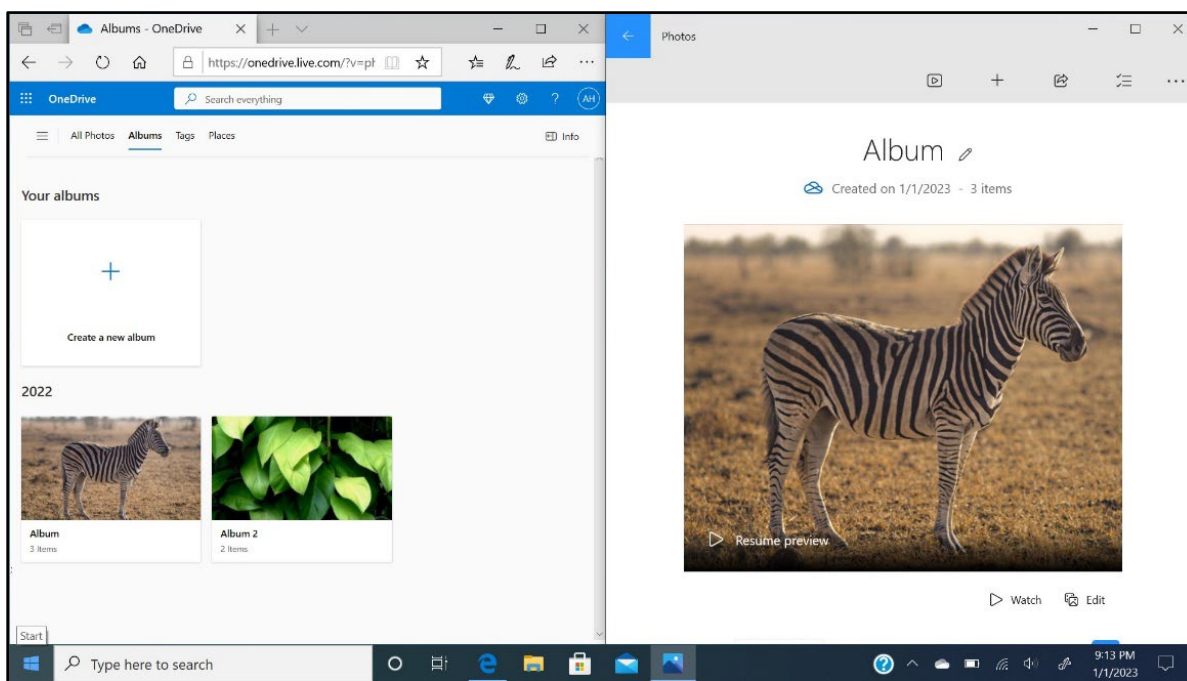 Albums - OneDrive
https://onedrive.live.com/?v=ph
OneDrive
Search everything
? AH
All Photos Albums Tags Places
Info
Your albums
Create a new album
2022
Album
3 Items
Album 2
2 Items
Start
Photos
Album
Created on 1/1/2023 - 3 items
Resume preview
Watch Edit
Type here to search
9:13 PM
1/1/2023